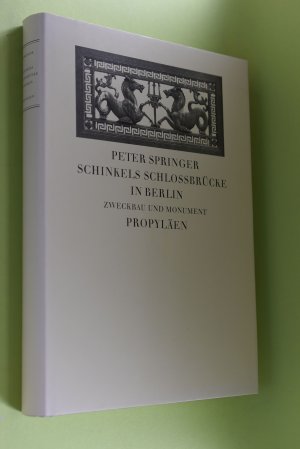 PETER SPRINGER
SCHINKELS SCHLOSSBRÜCKE
IN BERLIN
ZWECKBAU UND MONUMENT
PROPYLÄEN